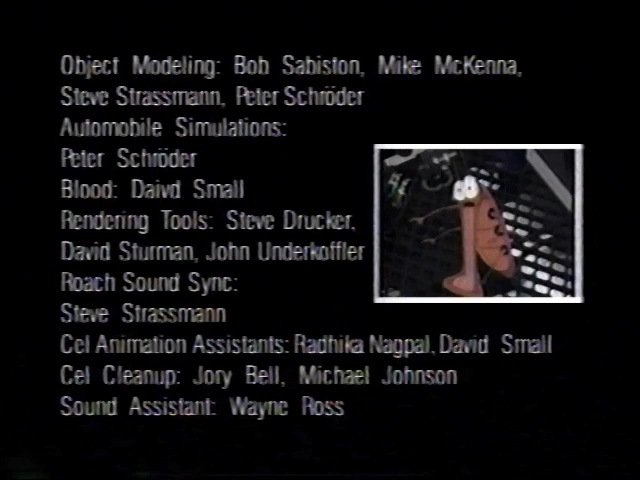 Object Modeling: Bob Sabiston, Mike McKenna,
Steve Strassmann, Peter Schröder
Automobile Simulations:
Peter Schröder
Blood: Daivd Small
Rendering Tools: Steve Drucker,
David Sturman, John Underkoffler
Roach Sound Sync:
Steve Strassmann
Cel Animation Assistants: Radhika Nagpal, David Small
Cel Cleanup: Jory Bell, Michael Johnson
Sound Assistant: Wayne Ross